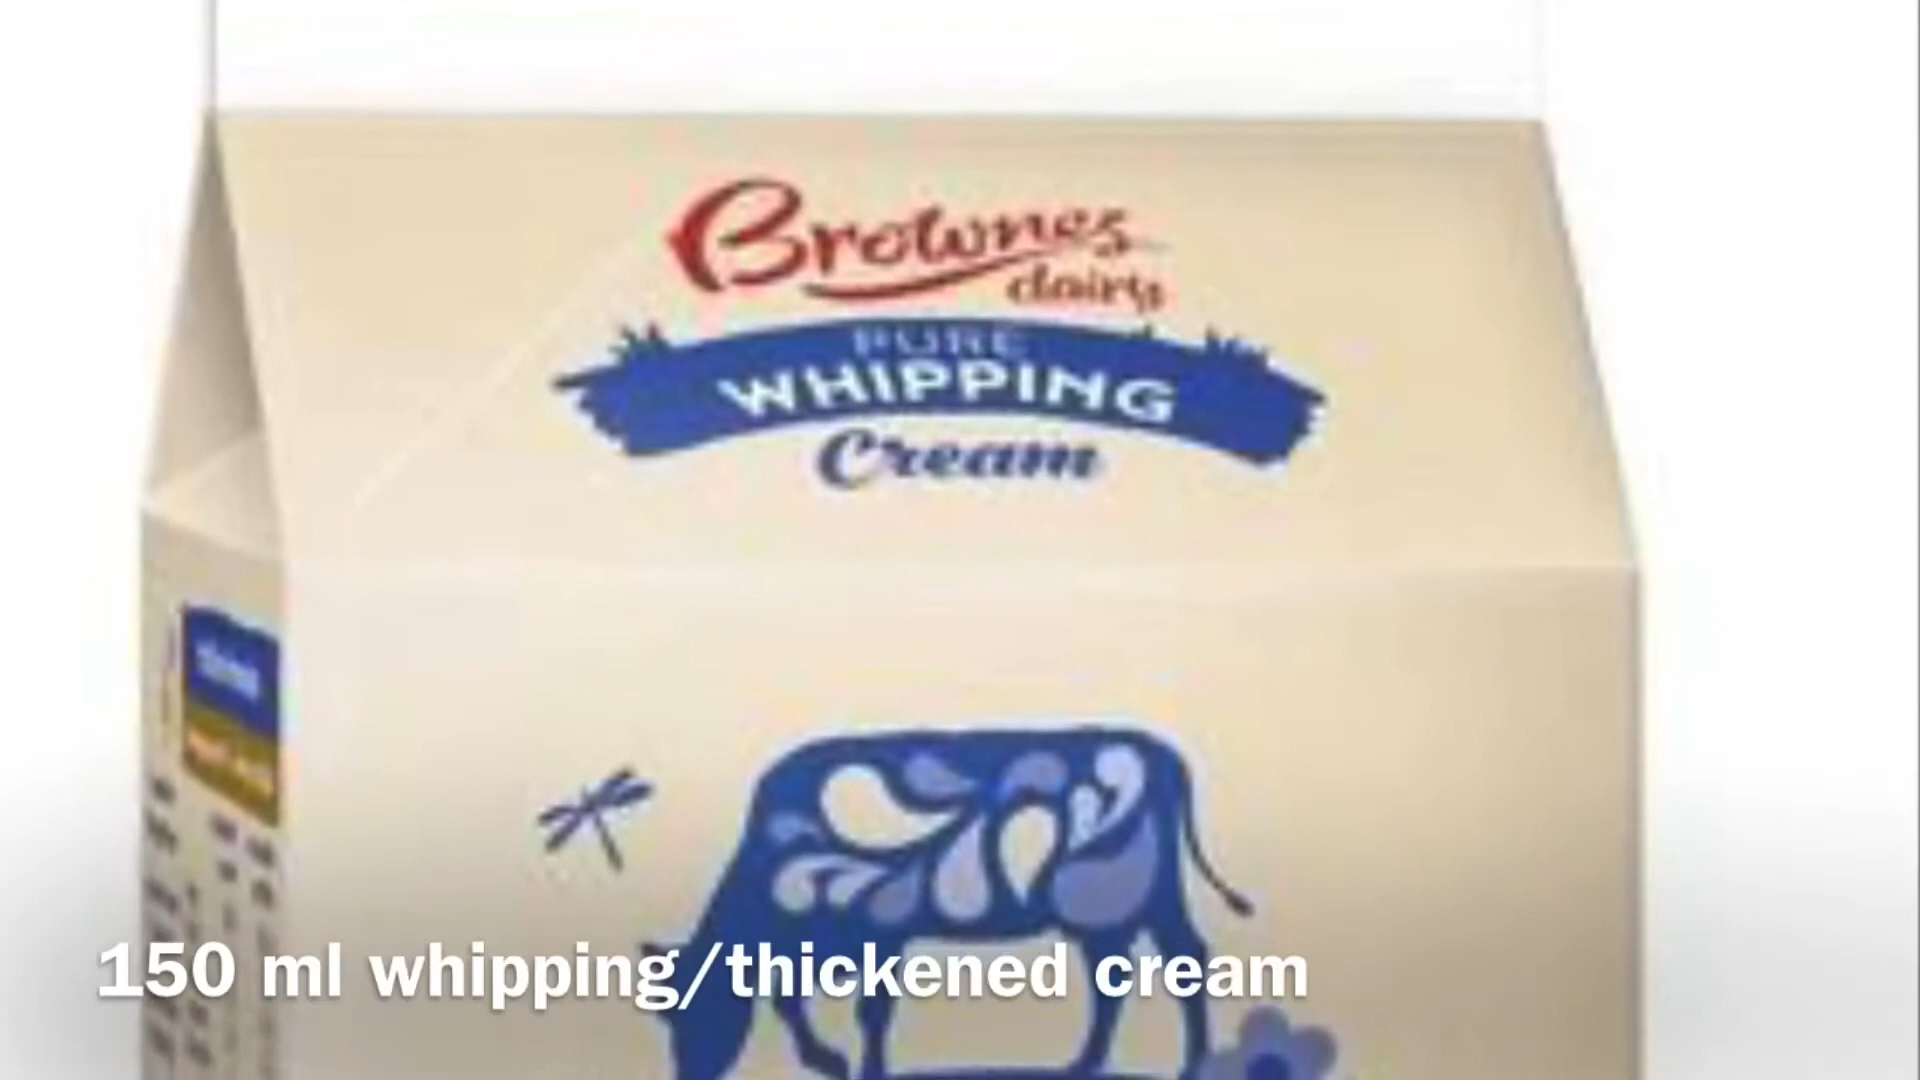 Brownes
dairy
PURE
WHIPPING
Cream
150 ml whipping/thickened cream